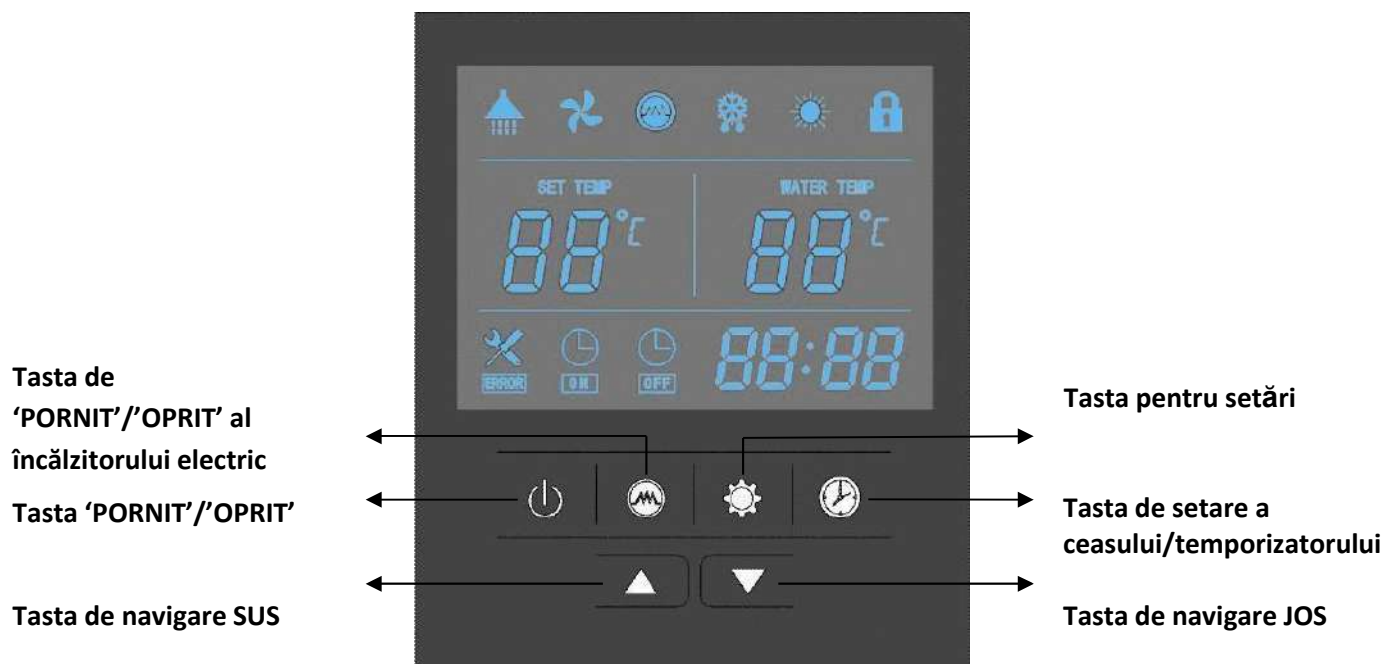 SET TEMP
WATER TEMP
88°C
88°C
ERROR
ON
OFF
88:88
Tasta de
‘PORNIT’/’OPRIT’ al
încălzitorului electric
Tasta ‘PORNIT’/’OPRIT’
Tasta de navigare SUS
Tasta pentru setări
Tasta de setare a
ceasului/temporizatorului
Tasta de navigare JOS